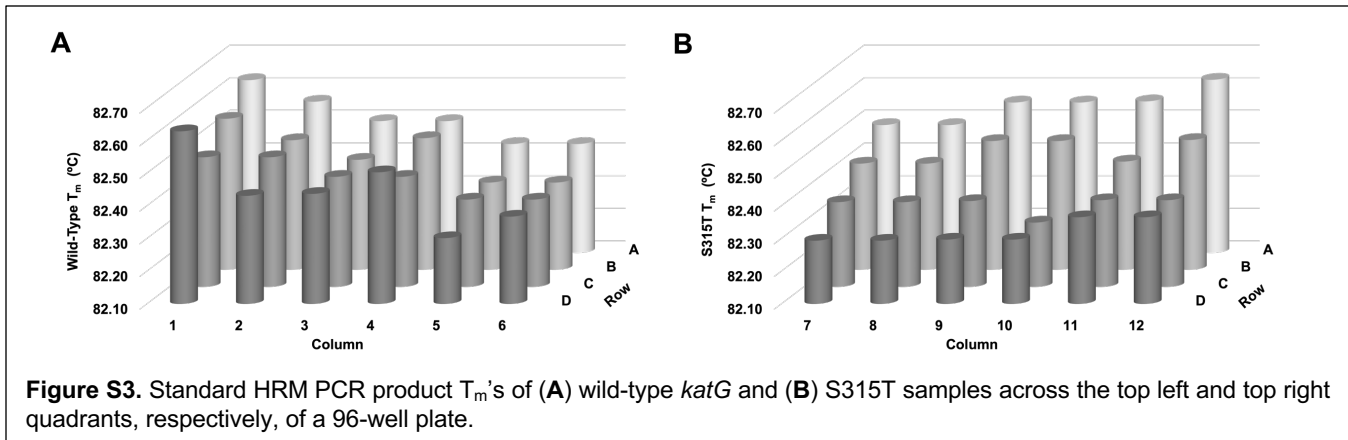 A
Wild-Type Tm (ºC)
82.70
82.60
82.50
82.40
82.30
82.20
82.10
1 2 3 4 5 6
Column
A
B
C
D
Row
B
S315T Tm (ºC)
82.70
82.60
82.50
82.40
82.30
82.20
82.10
7 8 9 10 11 12
Column
A
B
C
D
Row
Figure S3. Standard HRM PCR product Tm's of (A) wild-type katG and (B) S315T samples across the top left and top right
quadrants, respectively, of a 96-well plate.